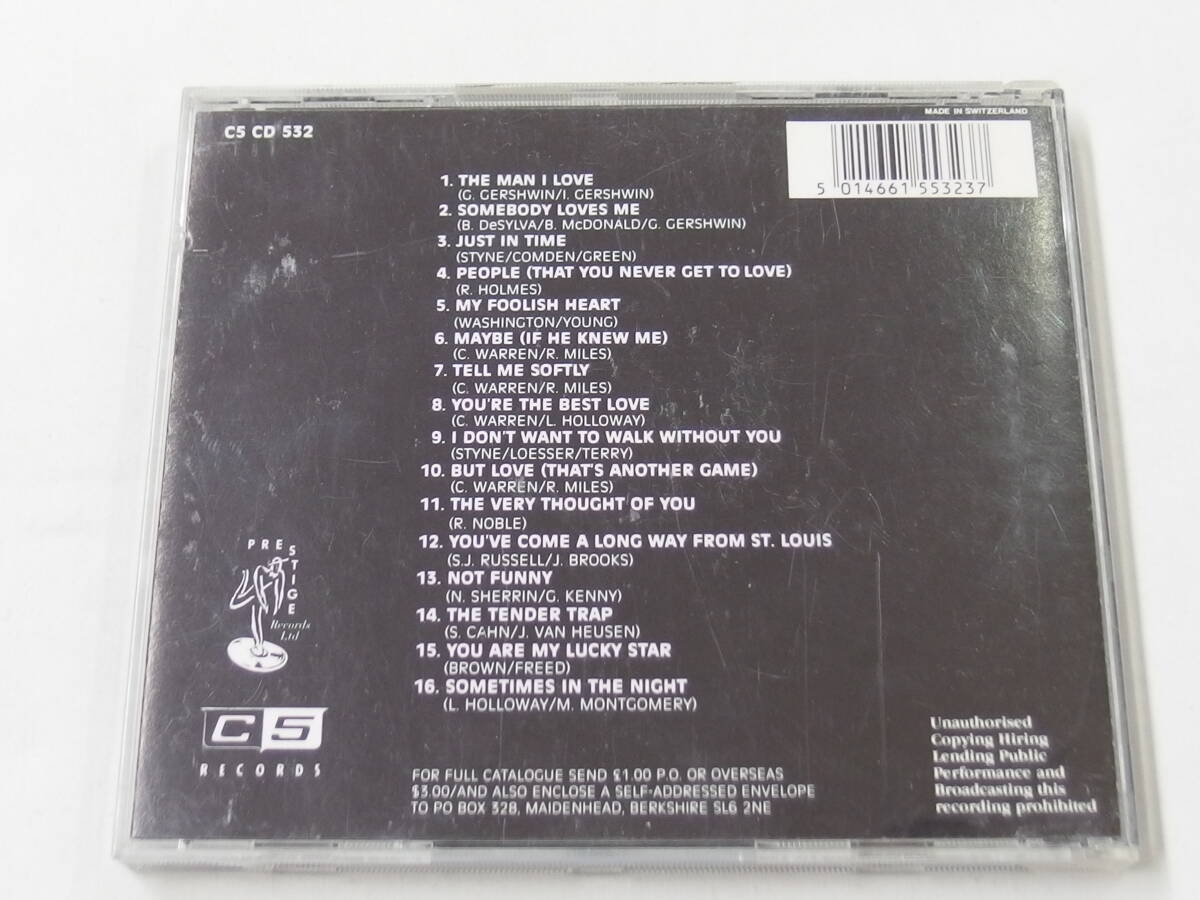 C5 CD 532
MADE IN SWITZERLAND
5 014661 553237
1. THE MAN I LOVE
(G. GERSHWIN/I. GERSHWIN)
2. SOMEBODY LOVES ME
(B. DeSYLVA/B. McDONALD/G. GERSHWIN)
3. JUST IN TIME
(STYNE/COMDEN/GREEN)
4. PEOPLE (THAT YOU NEVER GET TO LOVE)
(R. HOLMES)
5. MY FOOLISH HEART
(WASHINGTON/YOUNG)
6. MAYBE (IF HE KNEW ME)
(C. WARREN/R. MILES)
7. TELL ME SOFTLY
(C. WARREN/R. MILES)
8. YOU'RE THE BEST LOVE
(C. WARREN/L. HOLLOWAY)
9. I DON'T WANT TO WALK WITHOUT YOU
(STYNE/LOESSER/TERRY)
10. BUT LOVE (THAT'S ANOTHER GAME)
(C. WARREN/R. MILES)
11. THE VERY THOUGHT OF YOU
(R. NOBLE)
12. YOU'VE COME A LONG WAY FROM ST. LOUIS
(S.J. RUSSELL/J. BROOKS)
13. NOT FUNNY
(N. SHERRIN/G. KENNY)
14. THE TENDER TRAP
(S. CAHN/J. VAN HEUSEN)
15. YOU ARE MY LUCKY STAR
(BROWN/FREED)
16. SOMETIMES IN THE NIGHT
(L. HOLLOWAY/M. MONTGOMERY)
PRESTIGE
Records
Ltd
C5
RECORDS
FOR FULL CATALOGUE SEND £1.00 P.O. OR OVERSEAS
$3.00/AND ALSO ENCLOSE A SELF-ADDRESSED ENVELOPE
TO PO BOX 328, MAIDENHEAD, BERKSHIRE SL6 2NE
Unauthorised
Copying Hiring
Lending Public
Performance and
Broadcasting this
recording prohibited